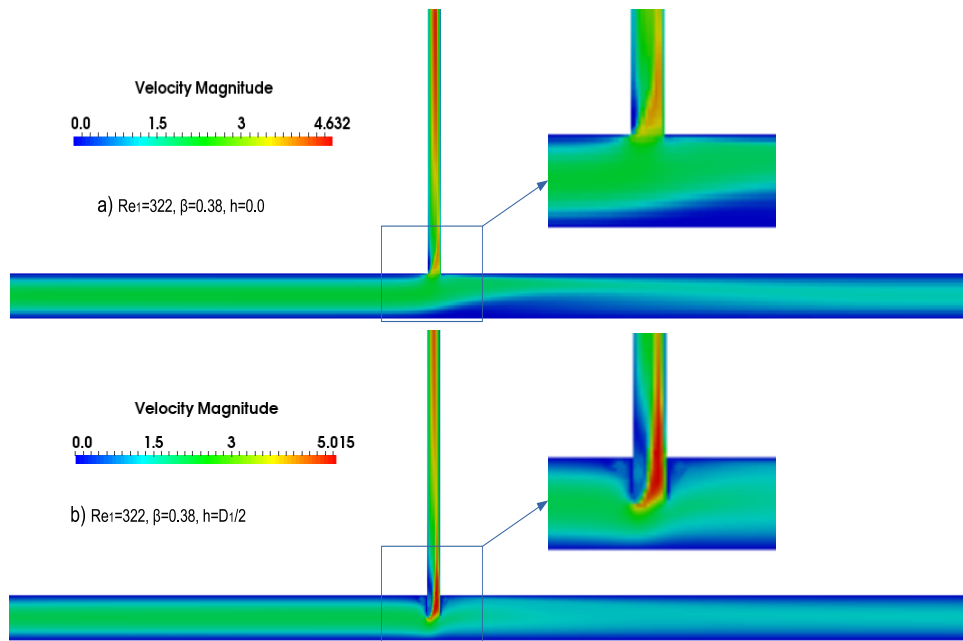 Velocity Magnitude
0.0 1.5 3 4.632
a) Re1=322, β=0.38, h=0.0
Velocity Magnitude
0.0 1.5 3 5.015
b) Re1=322, β=0.38, h=D1/2